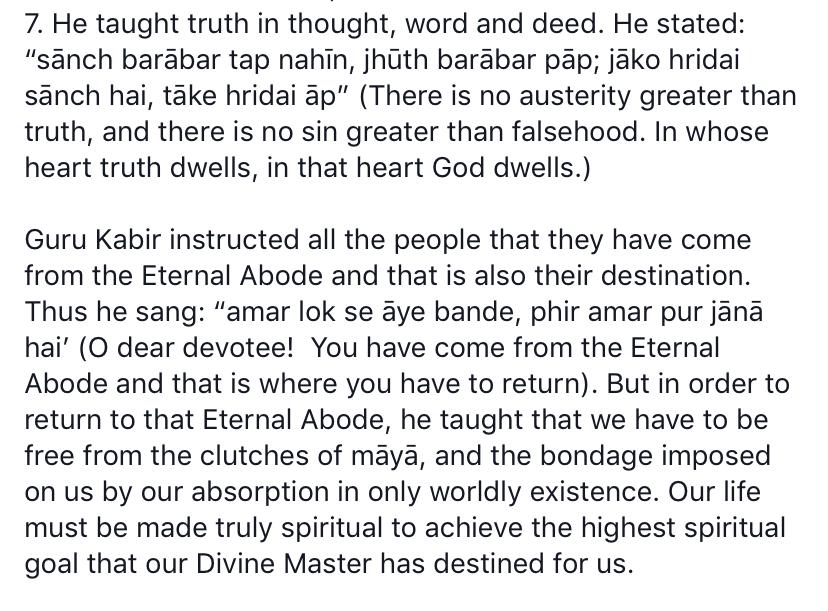 7. He taught truth in thought, word and deed. He stated:
“sānch barābar tap nahīn, jhūth barābar pāp; jāko hridai
sānch hai, tāke hridai āp” (There is no austerity greater than
truth, and there is no sin greater than falsehood. In whose
heart truth dwells, in that heart God dwells.)
Guru Kabir instructed all the people that they have come
from the Eternal Abode and that is also their destination.
Thus he sang: “amar lok se āye bande, phir amar pur jānā
hai’ (O dear devotee!  You have come from the Eternal
Abode and that is where you have to return). But in order to
return to that Eternal Abode, he taught that we have to be
free from the clutches of māyā, and the bondage imposed
on us by our absorption in only worldly existence. Our life
must be made truly spiritual to achieve the highest spiritual
goal that our Divine Master has destined for us.